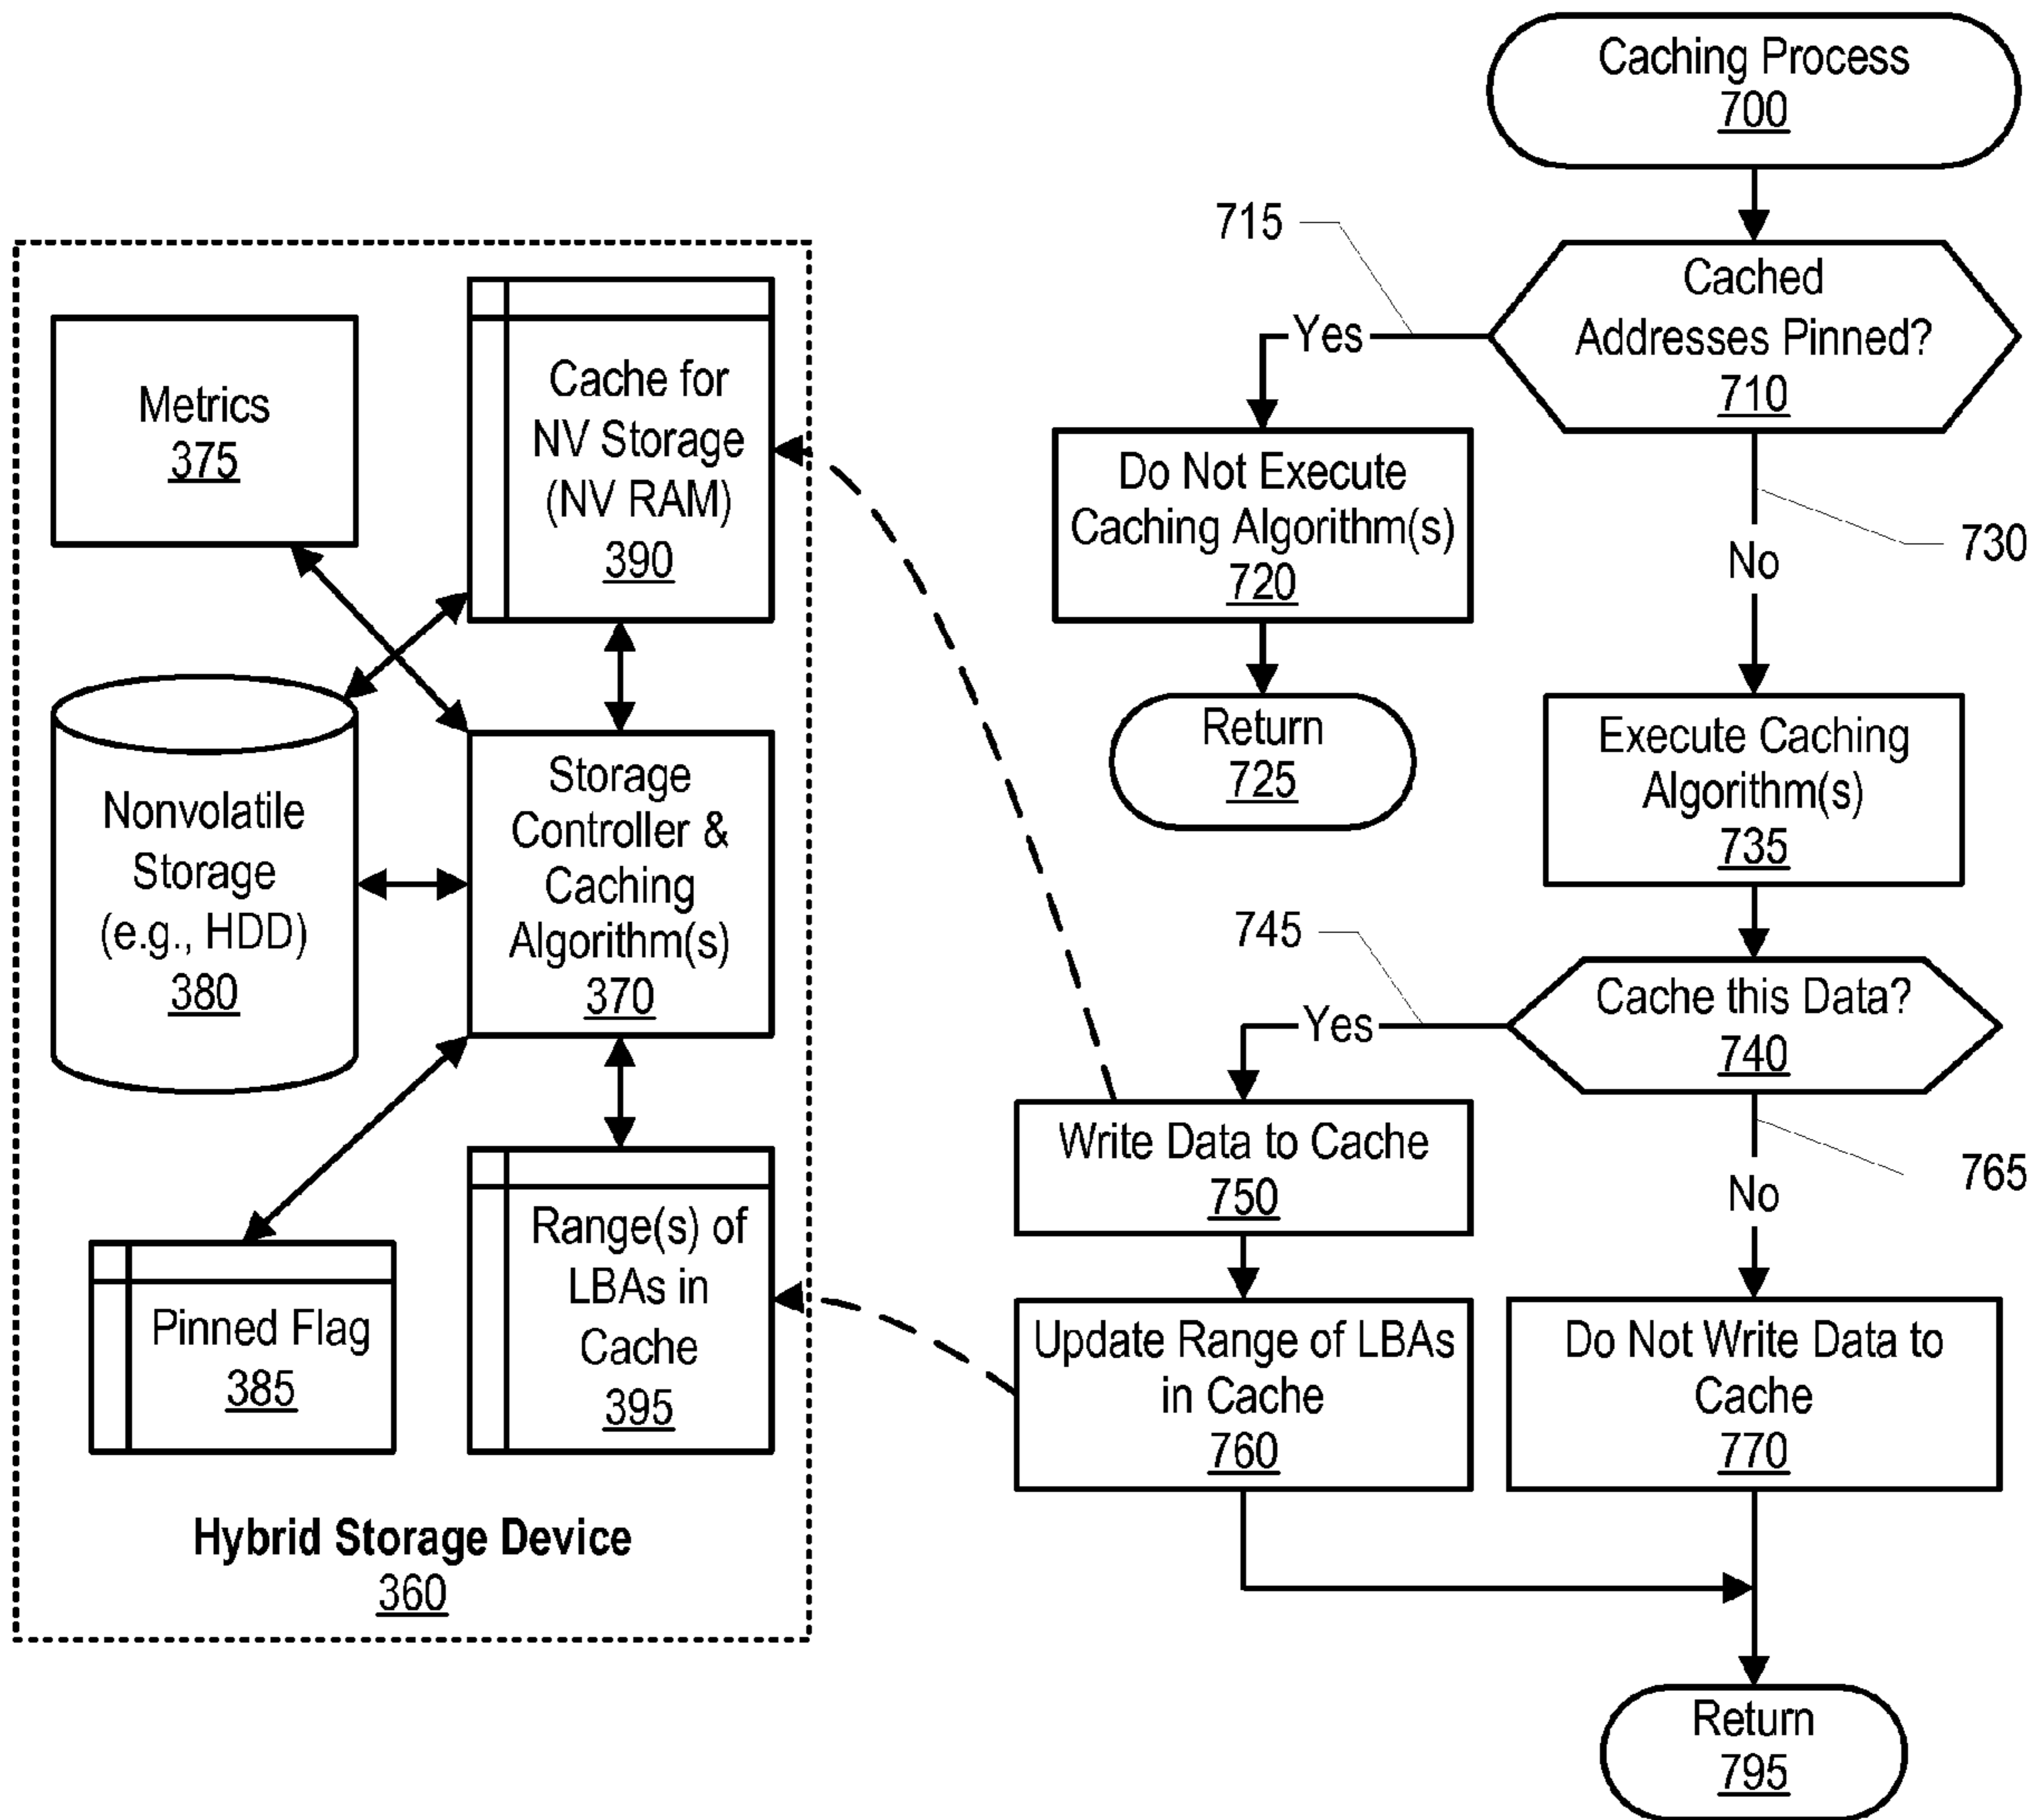 Caching Process
700
715
Cached
Addresses Pinned?
710
Yes
Do Not Execute
Caching Algorithm(s)
720
730
No
Return
725
Execute Caching
Algorithm(s)
735
745
Cache this Data?
740
Yes
Write Data to Cache
750
765
No
Update Range of LBAs
in Cache
760
Do Not Write Data to
Cache
770
Return
795
Metrics
375
Cache for
NV Storage
(NV RAM)
390
Nonvolatile
Storage
(e.g., HDD)
380
Storage
Controller &
Caching
Algorithm(s)
370
Pinned Flag
385
Range(s) of
LBAs in
Cache
395
Hybrid Storage Device
360